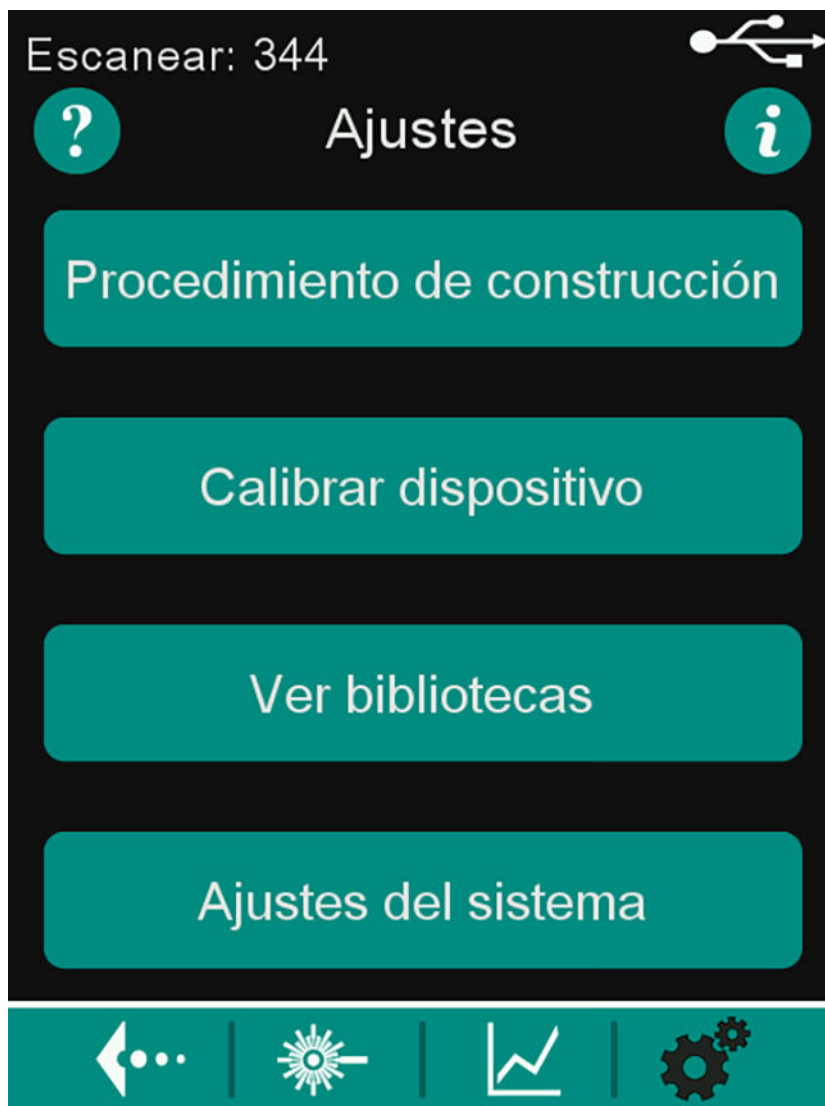 Escanear: 344
? Ajustes i
Procedimiento de construcción
Calibrar dispositivo
Ver bibliotecas
Ajustes del sistema